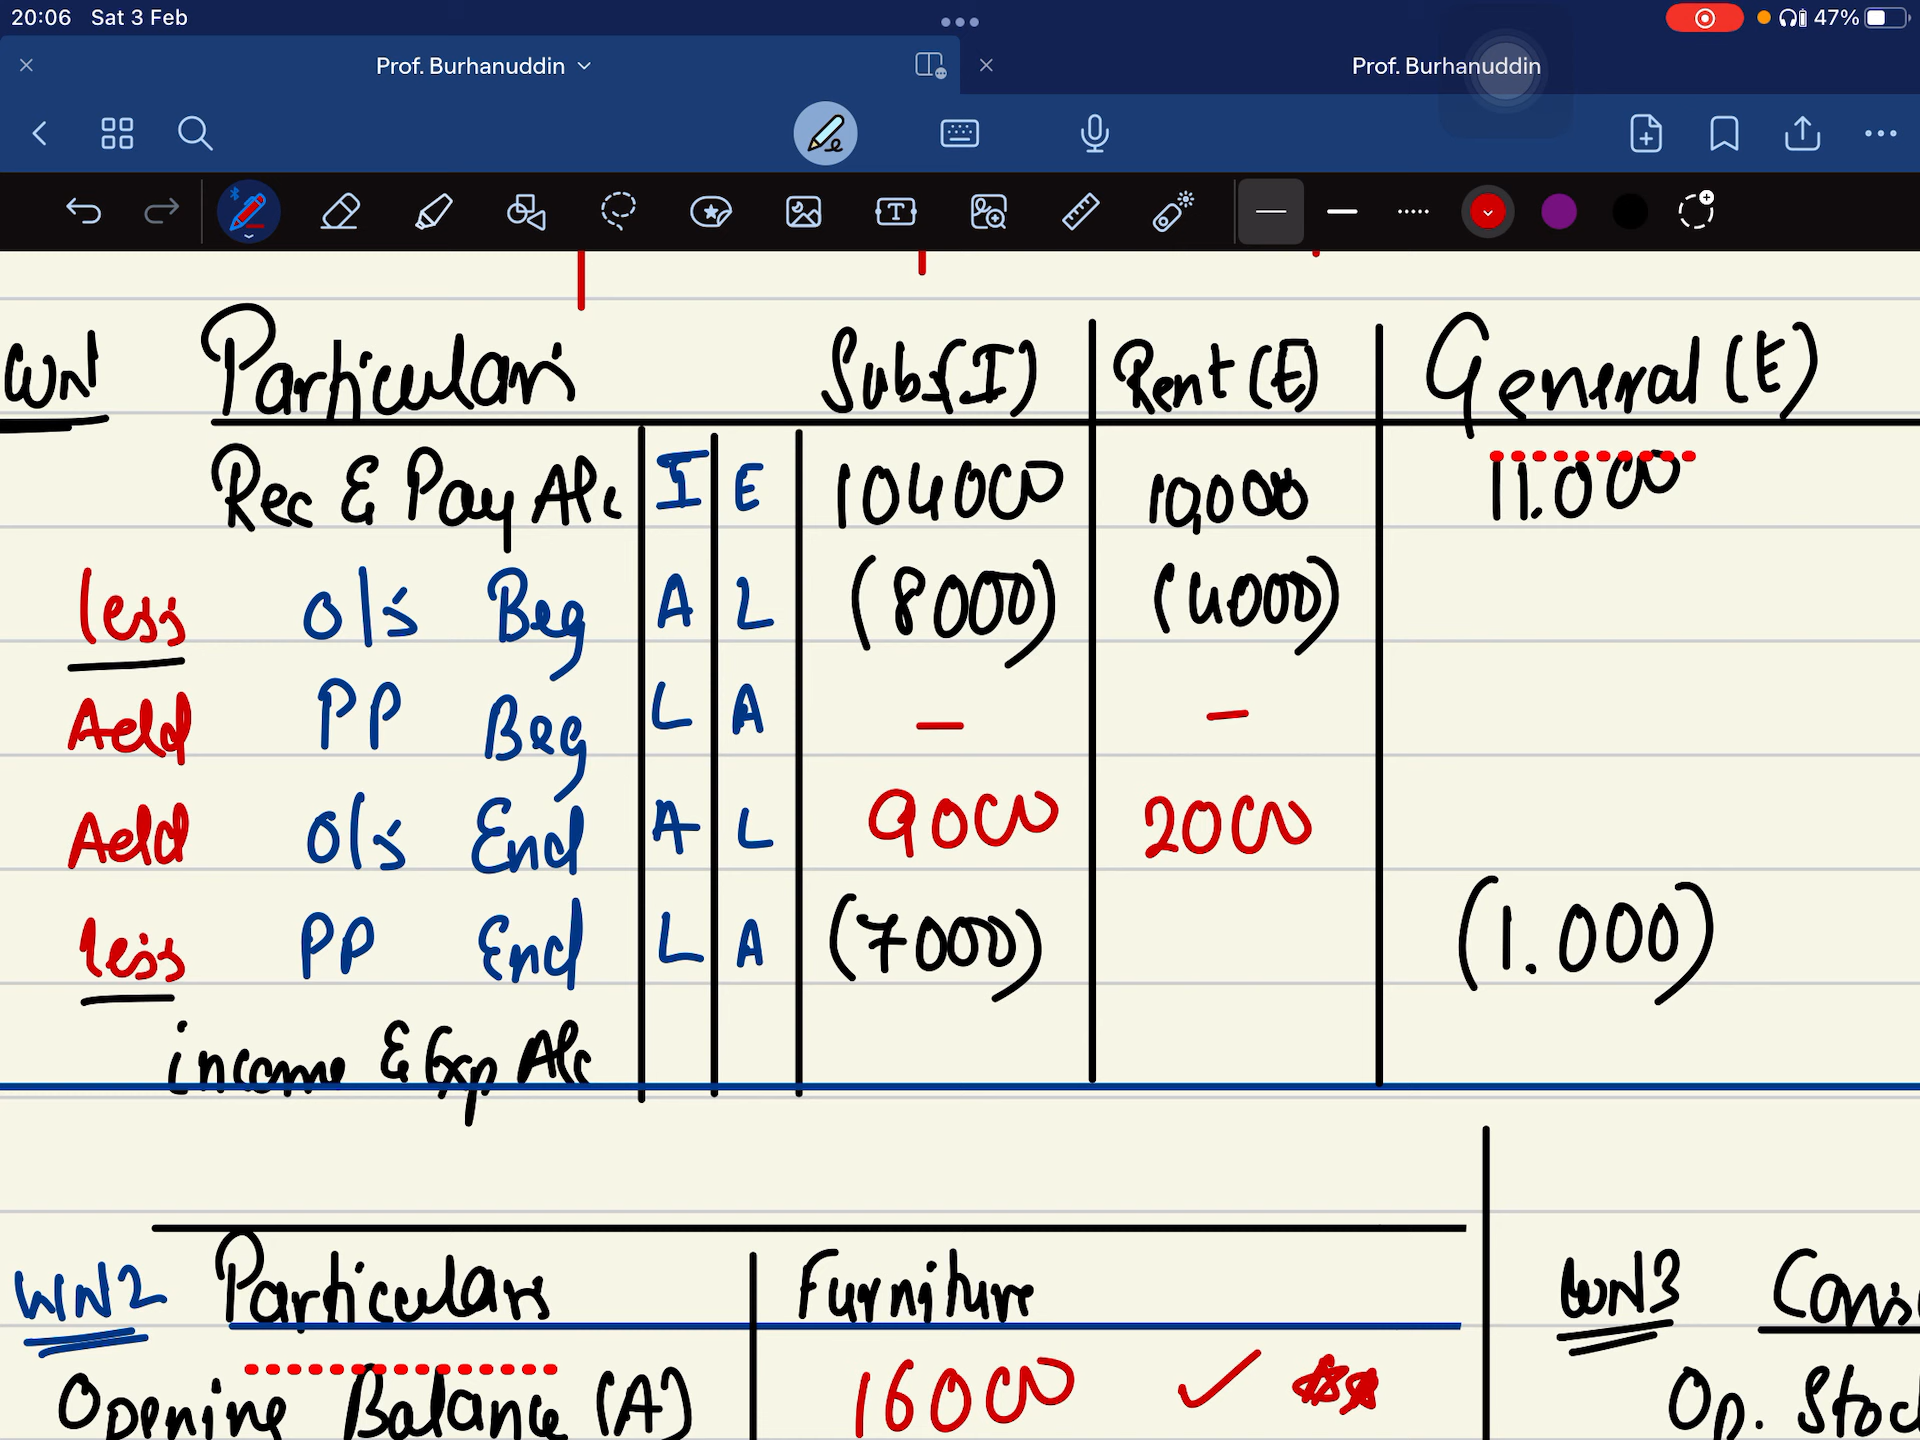 20:06 Sat 3 Feb 47%
Prof. Burhanuddin Prof. Burhanuddin
WN1 Particulars Subs(I) Rent (E) General (E)
Rec & Pay A/c I E 104000 10,000 11.000
less o/s Beg A L (8000) (4000)
Add PP Beg L A - -
Add o/s End A L 9000 2000
less PP End L A (7000) (1.000)
income & Exp A/c
WN2 Particulars Furniture WN3 Cons
Opening Balance (A) 16000 ✓ Op. Stoc